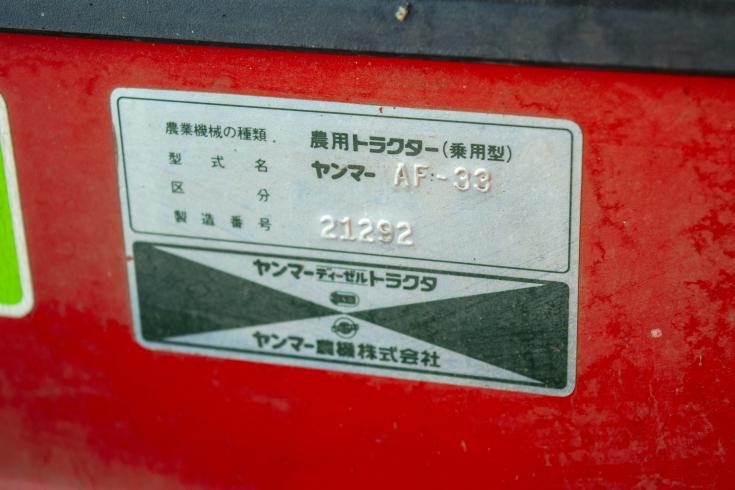 農業機械の種類 農用トラクター(乗用型)
型式名 ヤンマー AF-33
区分
製造番号 21292
ヤンマーディーゼルトラクタ
ヤンマー農機株式会社